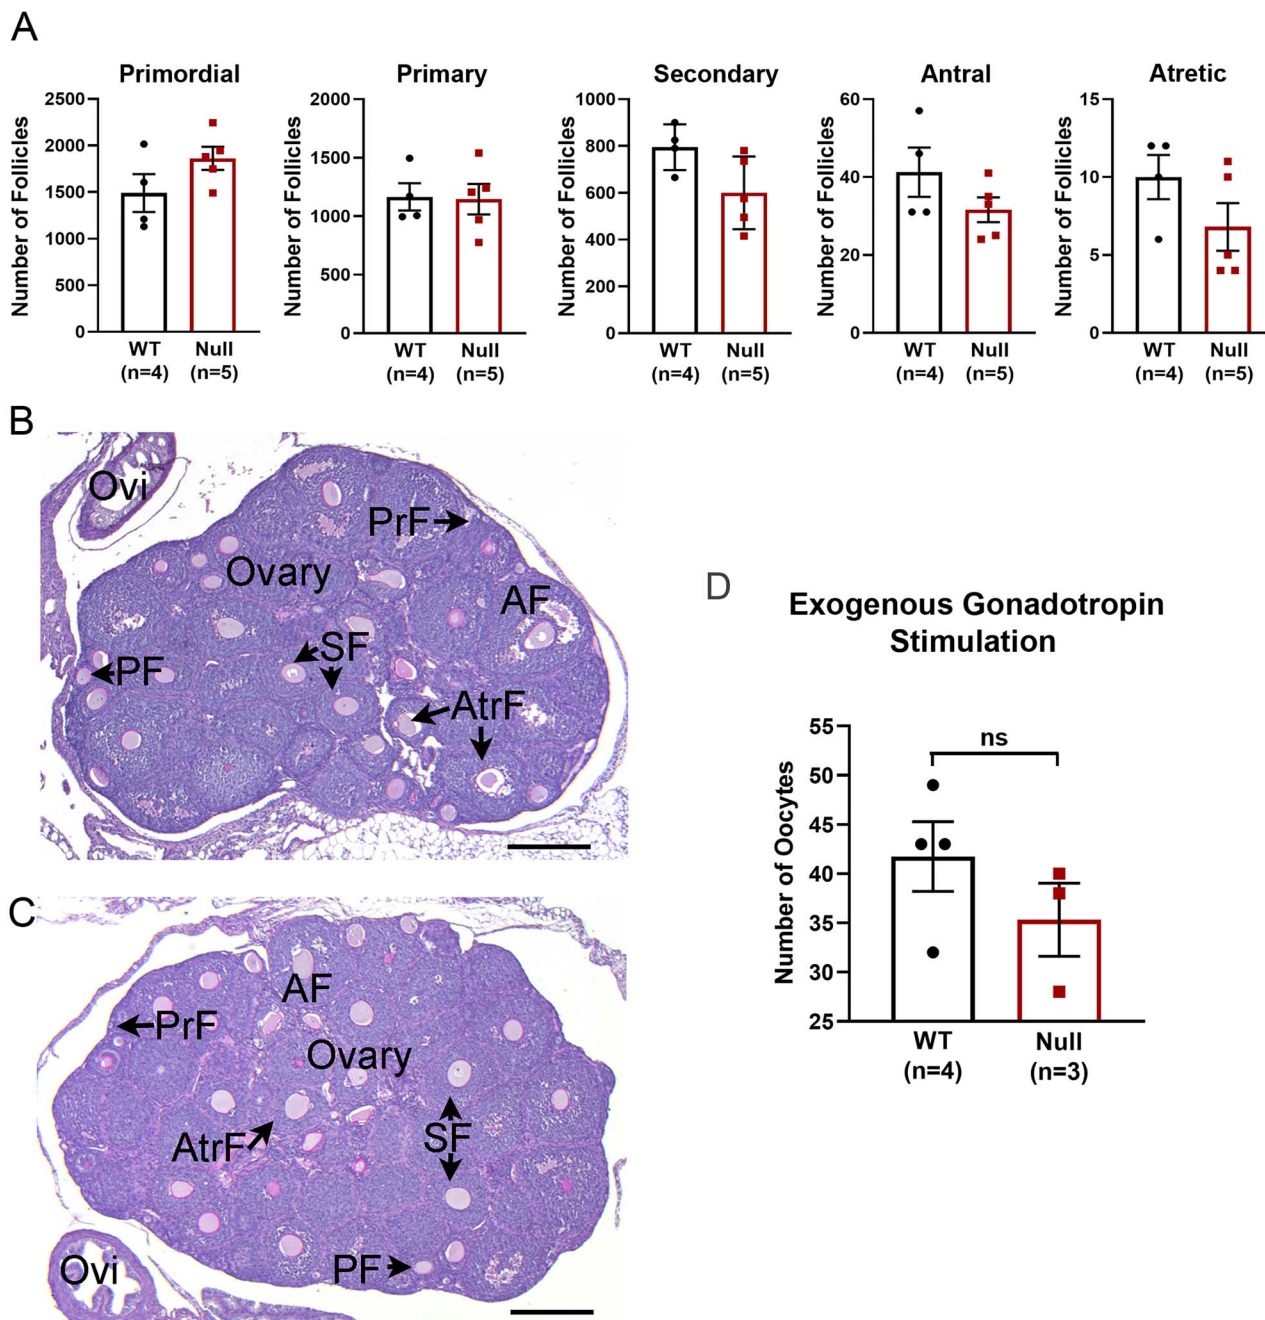 A
Primordial
Number of Follicles
2500
2000
1500
1000
500
0
WT
(n=4)
Null
(n=5)
Primary
Number of Follicles
2000
1500
1000
500
0
WT
(n=4)
Null
(n=5)
Secondary
Number of Follicles
1000
800
600
400
200
0
WT
(n=4)
Null
(n=5)
Antral
Number of Follicles
60
40
20
0
WT
(n=4)
Null
(n=5)
Atretic
Number of Follicles
15
10
5
0
WT
(n=4)
Null
(n=5)
B
Ovi
PrF
Ovary
AF
SF
PF
AtrF
C
AF
PrF
Ovary
AtrF
SF
PF
Ovi
D
Exogenous Gonadotropin
Stimulation
Number of Oocytes
55
50
45
40
35
30
25
ns
WT
(n=4)
Null
(n=3)